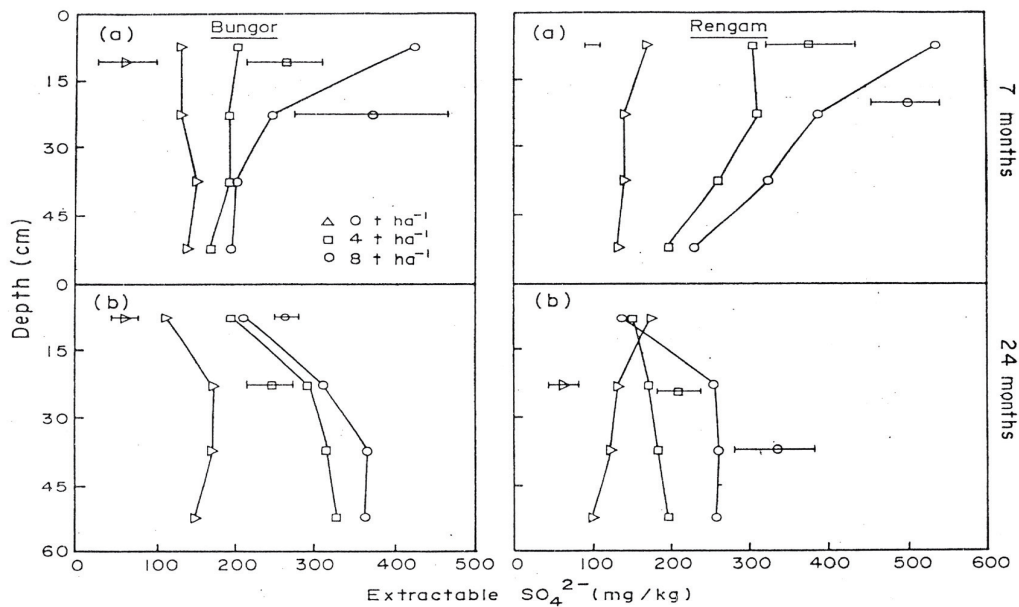 (a) Bungor
(a) Rengam
0
15
30
45
0
△ 0 t ha⁻¹
□ 4 t ha⁻¹
○ 8 t ha⁻¹
7 months
Depth (cm)
(b)
(b)
15
30
45
60
24 months
0 100 200 300 400 500
0 100 200 300 400 500 600
Extractable SO₄²⁻ (mg/kg)